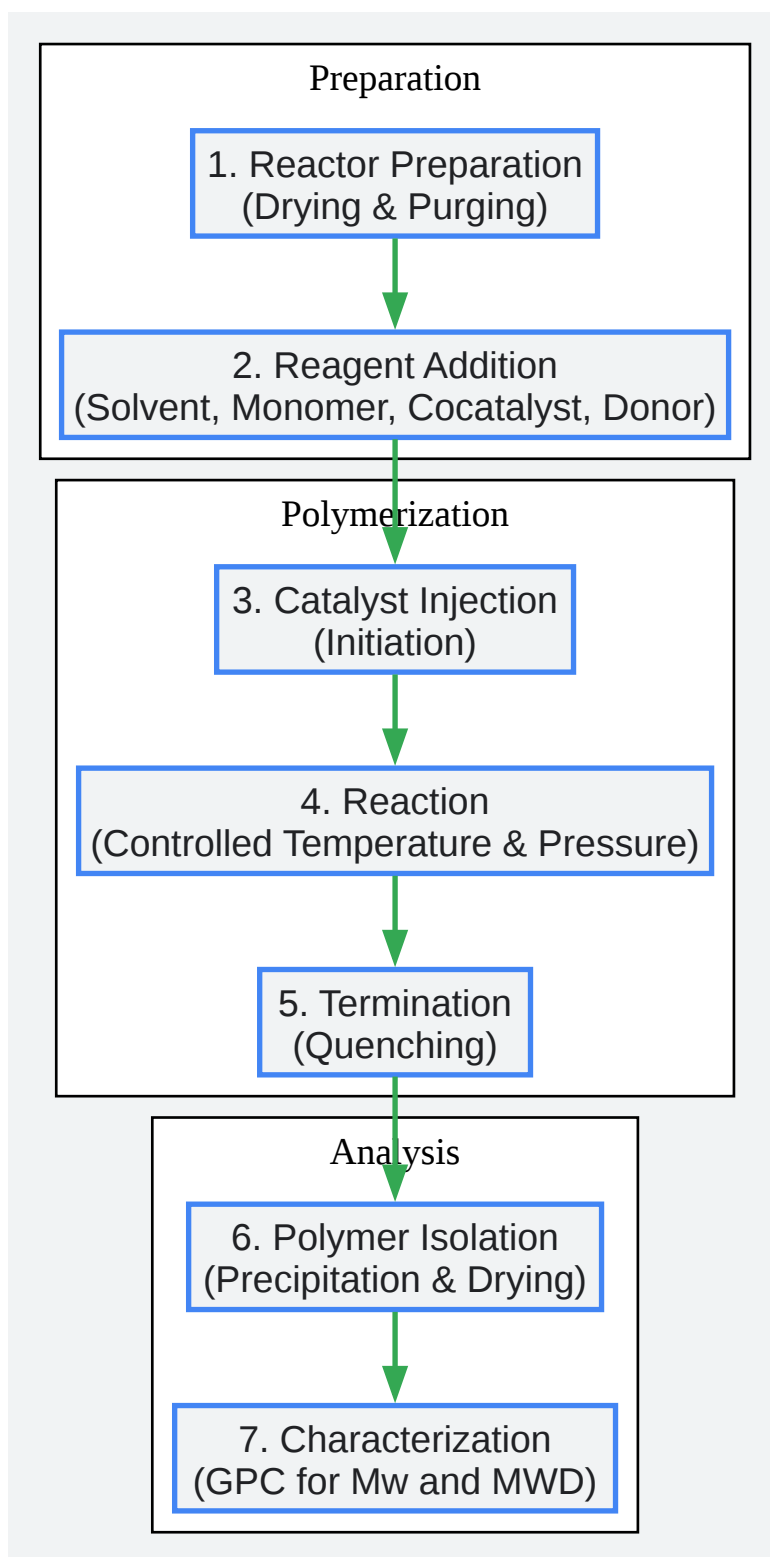 Preparation
1. Reactor Preparation
(Drying & Purging)
2. Reagent Addition
(Solvent, Monomer, Cocatalyst, Donor)
Polymerization
3. Catalyst Injection
(Initiation)
4. Reaction
(Controlled Temperature & Pressure)
5. Termination
(Quenching)
Analysis
6. Polymer Isolation
(Precipitation & Drying)
7. Characterization
(GPC for Mw and MWD)